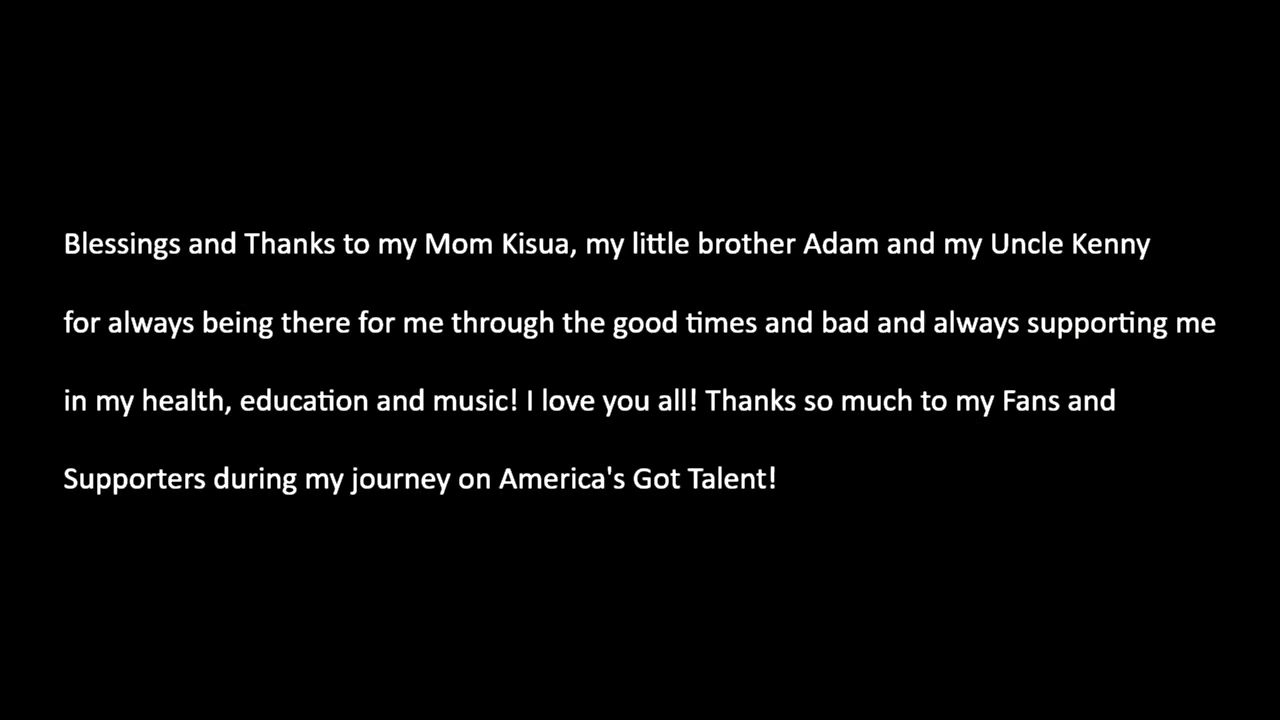 Blessings and Thanks to my Mom Kisua, my little brother Adam and my Uncle Kenny
for always being there for me through the good times and bad and always supporting me
in my health, education and music! I love you all! Thanks so much to my Fans and
Supporters during my journey on America's Got Talent!